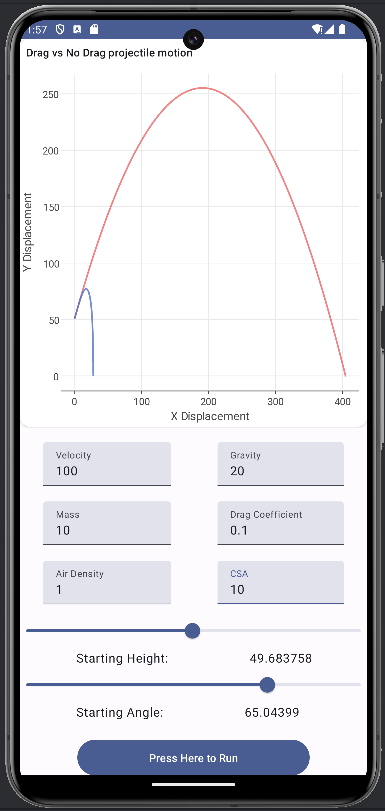 1:57
Drag vs No Drag projectile motion
250
200
150
100
50
0
Y Displacement
0 100 200 300 400
X Displacement
Velocity Gravity
100 20
Mass Drag Coefficient
10 0.1
Air Density CSA
1 10
Starting Height: 49.683758
Starting Angle: 65.04399
Press Here to Run